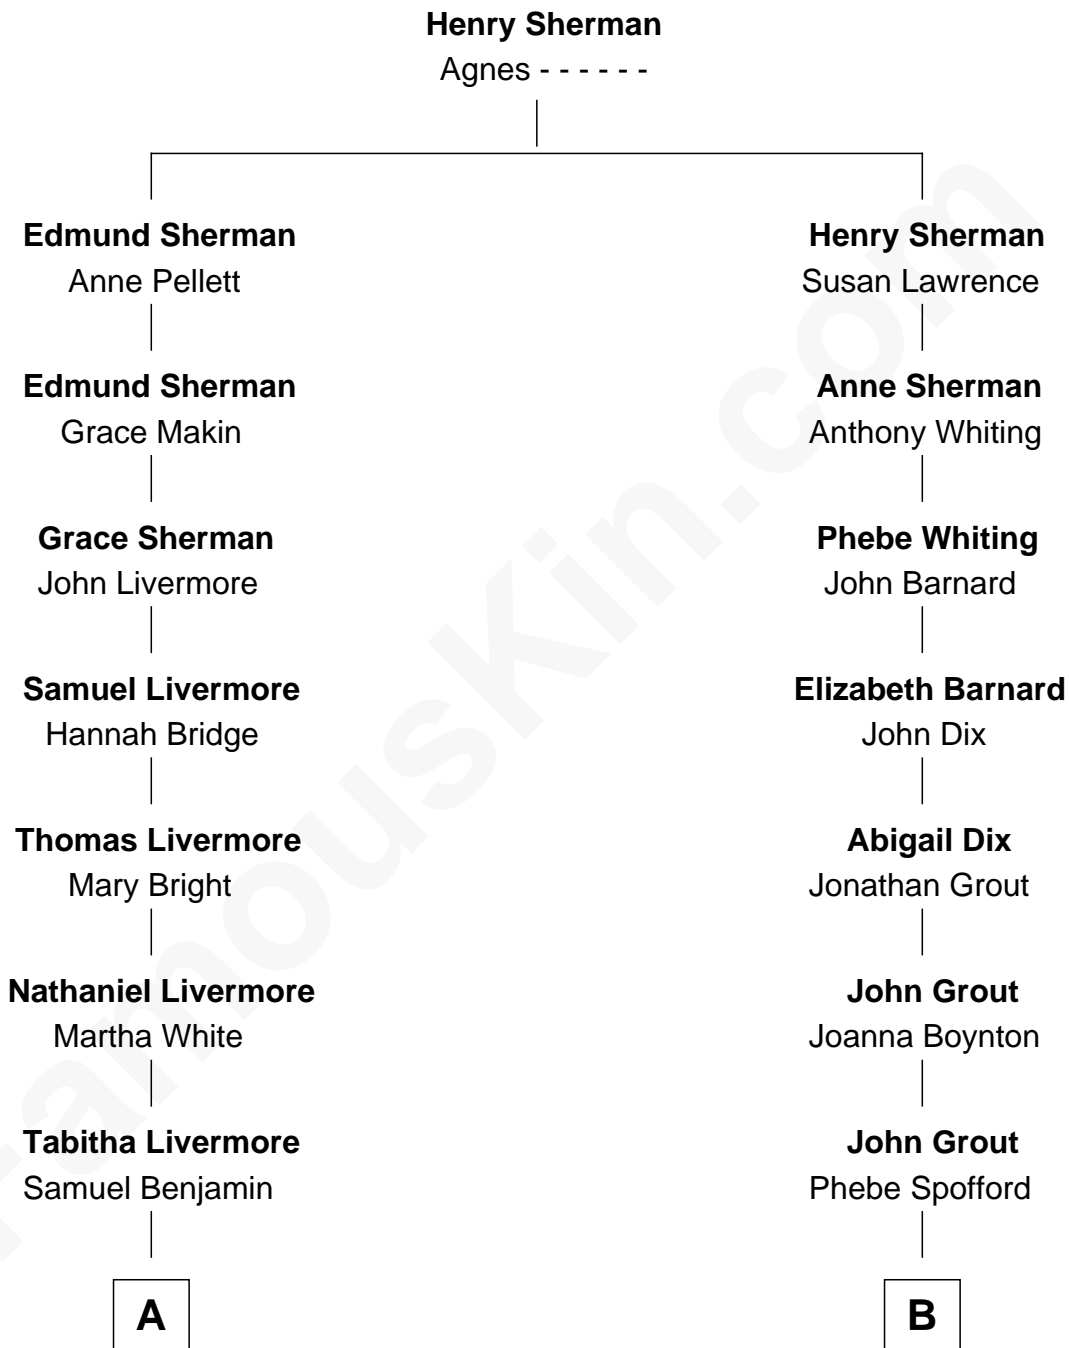 Henry Sherman
Agnes - - - - - -
Edmund Sherman
Anne Pellett
Henry Sherman
Susan Lawrence
Edmund Sherman
Grace Makin
Anne Sherman
Anthony Whiting
Grace Sherman
John Livermore
Phebe Whiting
John Barnard
Samuel Livermore
Hannah Bridge
Elizabeth Barnard
John Dix
Thomas Livermore
Mary Bright
Abigail Dix
Jonathan Grout
Nathaniel Livermore
Martha White
John Grout
Joanna Boynton
Tabitha Livermore
Samuel Benjamin
John Grout
Phebe Spofford
A
B
FamousKin.com